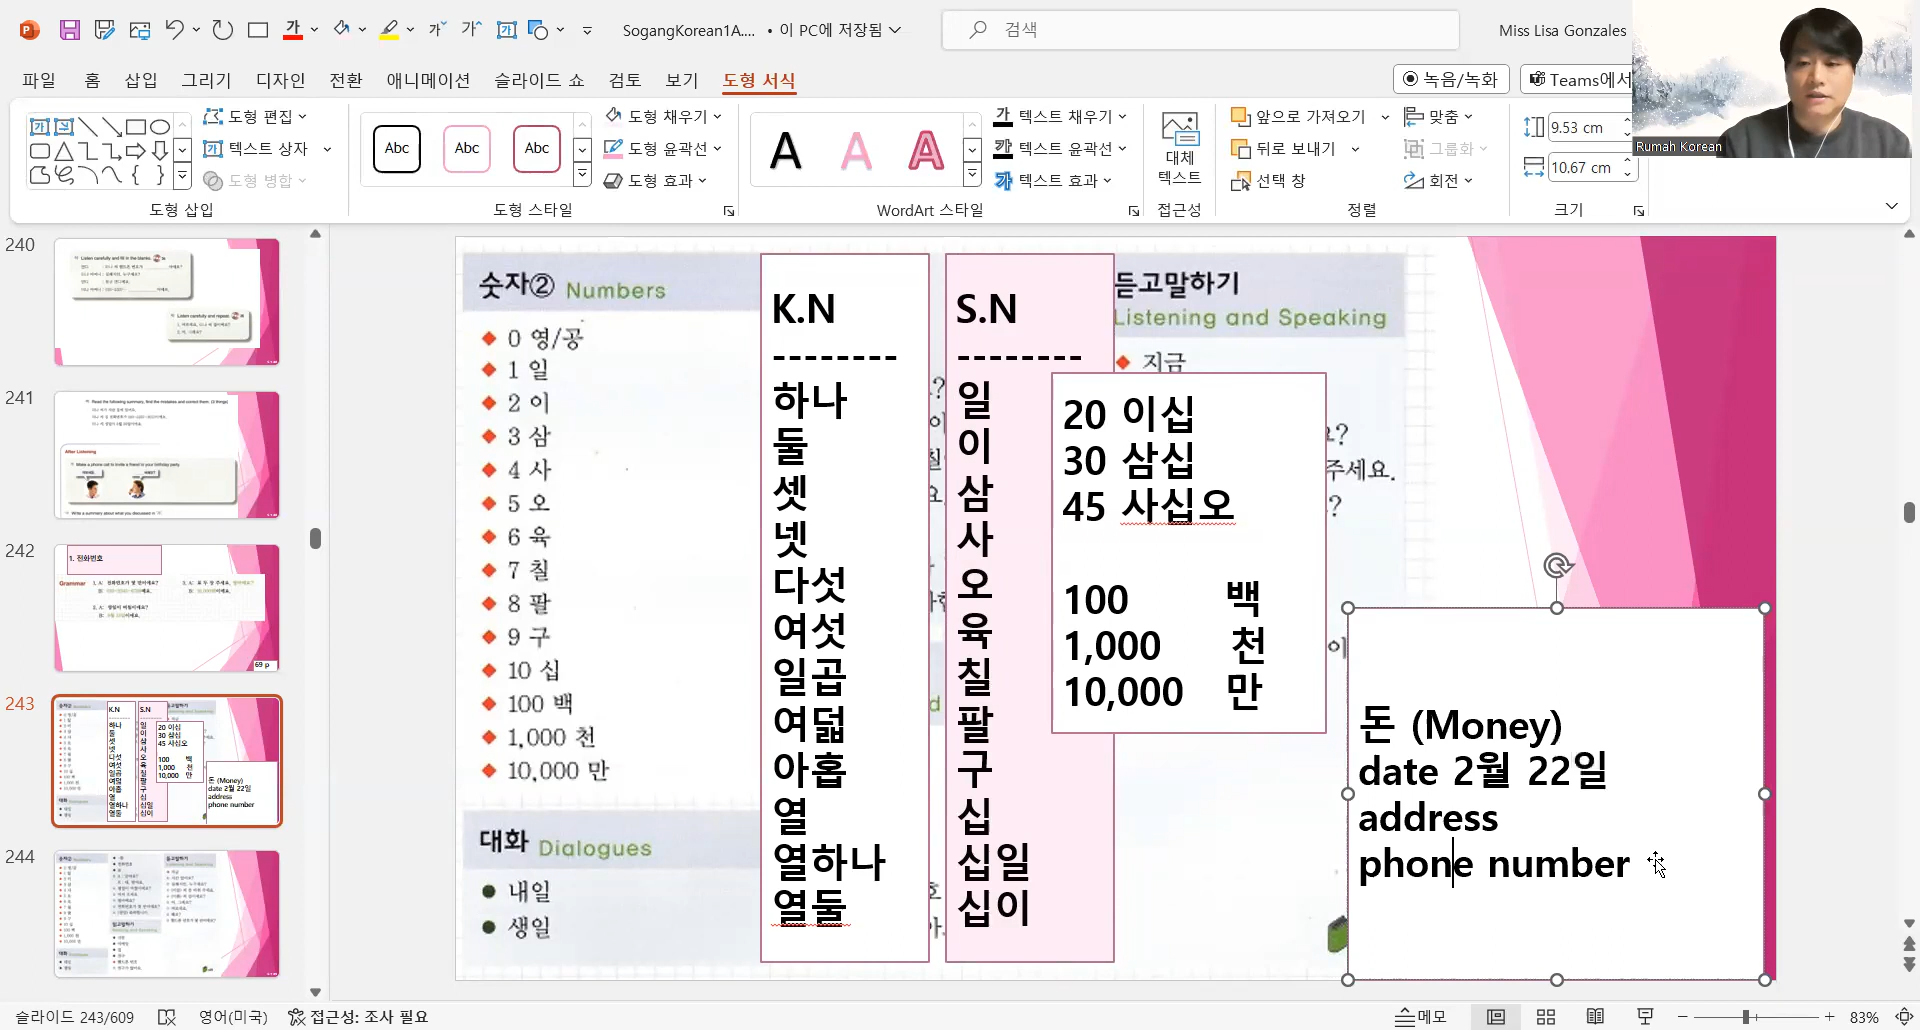 SogangKorean1A.... • 이 PC에 저장됨
검색
Miss Lisa Gonzales
파일 홈 삽입 그리기 디자인 전환 애니메이션 슬라이드 쇼 검토 보기 도형 서식
녹음/녹화
Teams에서
도형 편집
텍스트 상자
도형 병합
도형 삽입
Abc Abc Abc
도형 채우기
도형 윤곽선
도형 효과
도형 스타일
A A A
텍스트 채우기
텍스트 윤곽선
텍스트 효과
WordArt 스타일
대체
텍스트
접근성
앞으로 가져오기
뒤로 보내기
선택 창
맞춤
그룹화
회전
정렬
9.53 cm
10.67 cm
크기
Rumah Korean
240
241
242
1. 전화번호
Grammar
69 p
243
244
숫자② Numbers
0 영/공
1 일
2 이
3 삼
4 사
5 오
6 육
7 칠
8 팔
9 구
10 십
100 백
1,000 천
10,000 만
대화 Dialogues
내일
생일
K.N
--------
하나
둘
셋
넷
다섯
여섯
일곱
여덟
아홉
열
열하나
열둘
S.N
--------
일
이
삼
사
오
육
칠
팔
구
십
십일
십이
듣고말하기
Listening and Speaking
지금
주세요.
20 이십
30 삼십
45 사십오
100 백
1,000 천
10,000 만
돈 (Money)
date 2월 22일
address
phone number
슬라이드 243/609
영어(미국)
접근성: 조사 필요
메모
83%